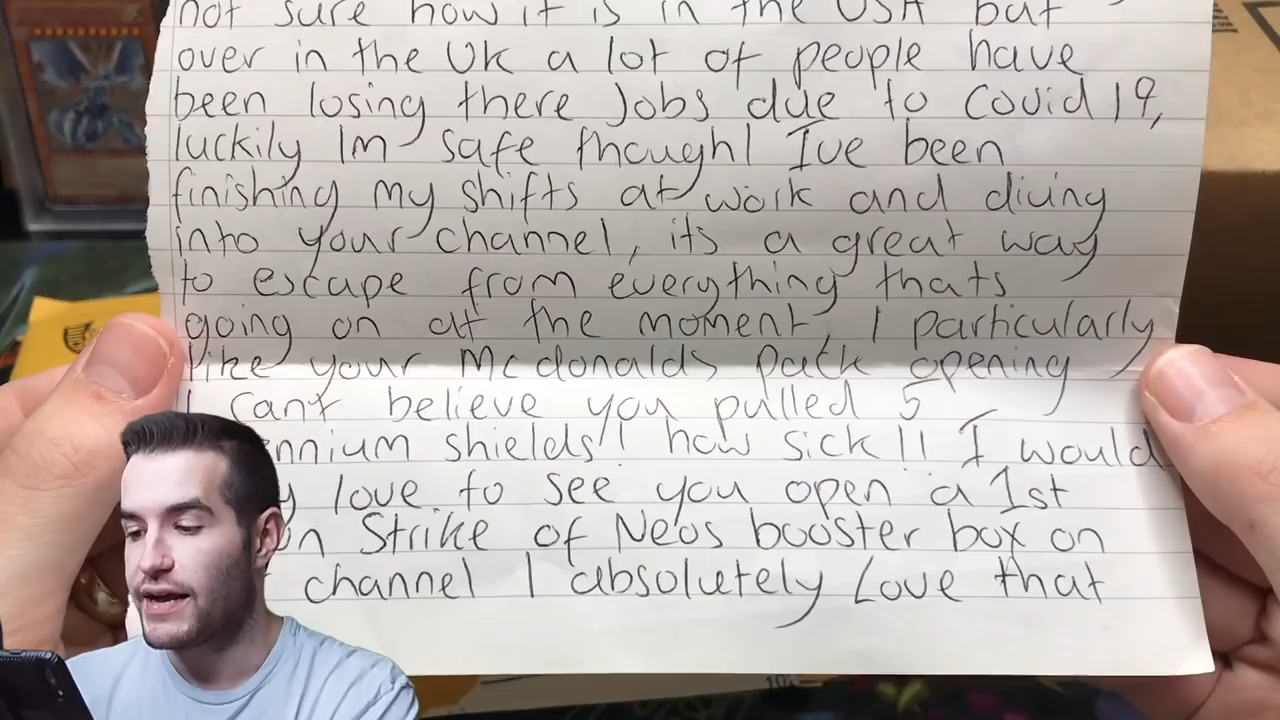 not sure how it is in the USA but
over in the UK a lot of people have
been losing there Jobs due to Covid 19,
luckily Im safe though! I've been
finishing my shifts at work and diving
into your channel, its a great way
to escape from everything thats
going on at the moment, I particularly
like your Mcdonalds pack opening
I cant believe you pulled 5
nnium shields! how sick!! I would
y love to see you open a 1st
on Strike of Neos booster box on
channel I absolutely Love that